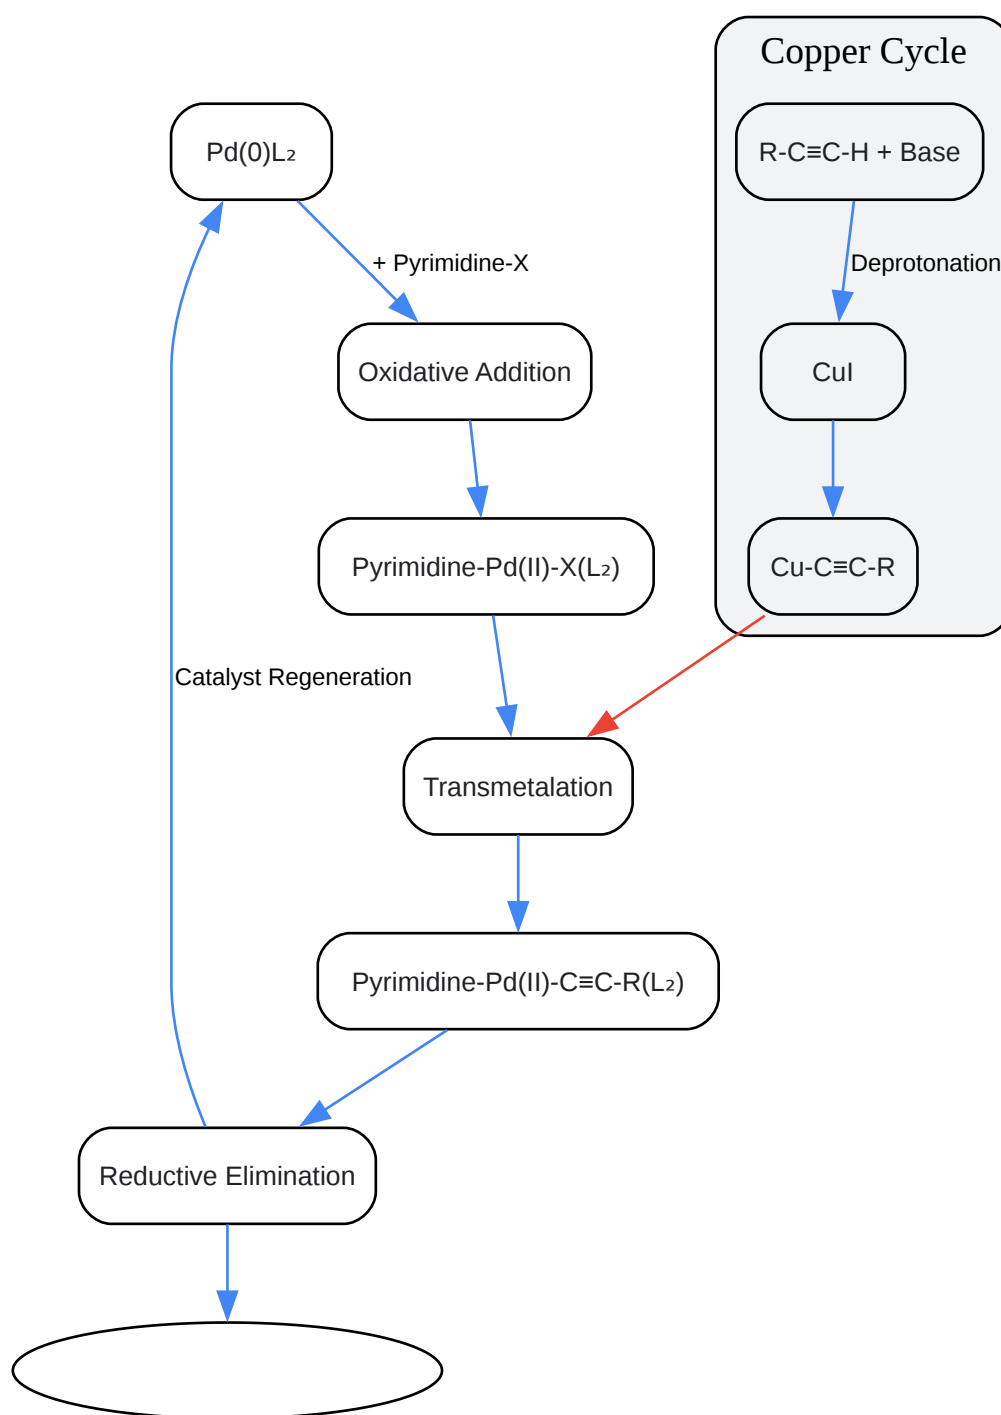 Copper Cycle
Pd(0)L₂
R-C≡C-H + Base
+ Pyrimidine-X
Deprotonation
Oxidative Addition
CuI
Pyrimidine-Pd(II)-X(L₂)
Cu-C≡C-R
Catalyst Regeneration
Transmetalation
Pyrimidine-Pd(II)-C≡C-R(L₂)
Reductive Elimination